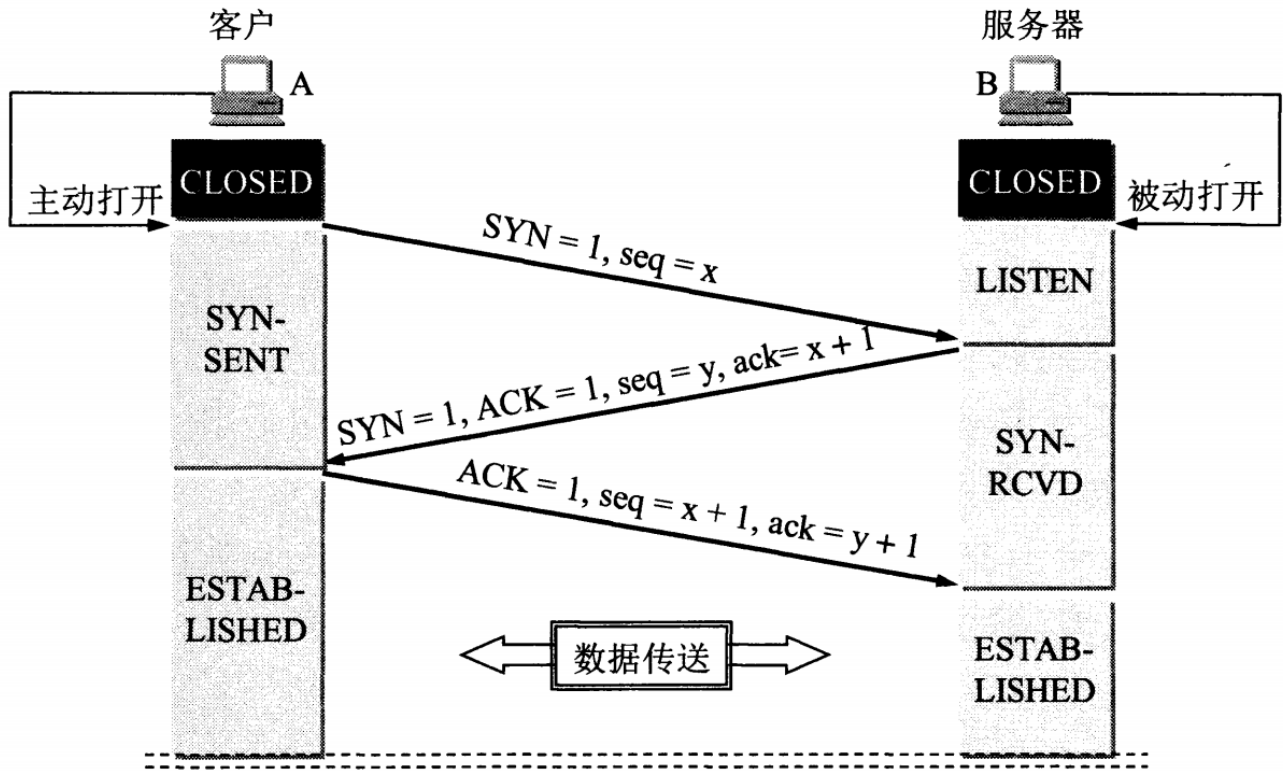 客户
服务器
A
B
CLOSED
CLOSED
主动打开
被动打开
SYN = 1, seq = x
LISTEN
SYN-
SENT
SYN = 1, ACK = 1, seq = y, ack= x + 1
SYN-
RCVD
ACK = 1, seq = x + 1, ack = y + 1
ESTAB-
LISHED
数据传送
ESTAB-
LISHED